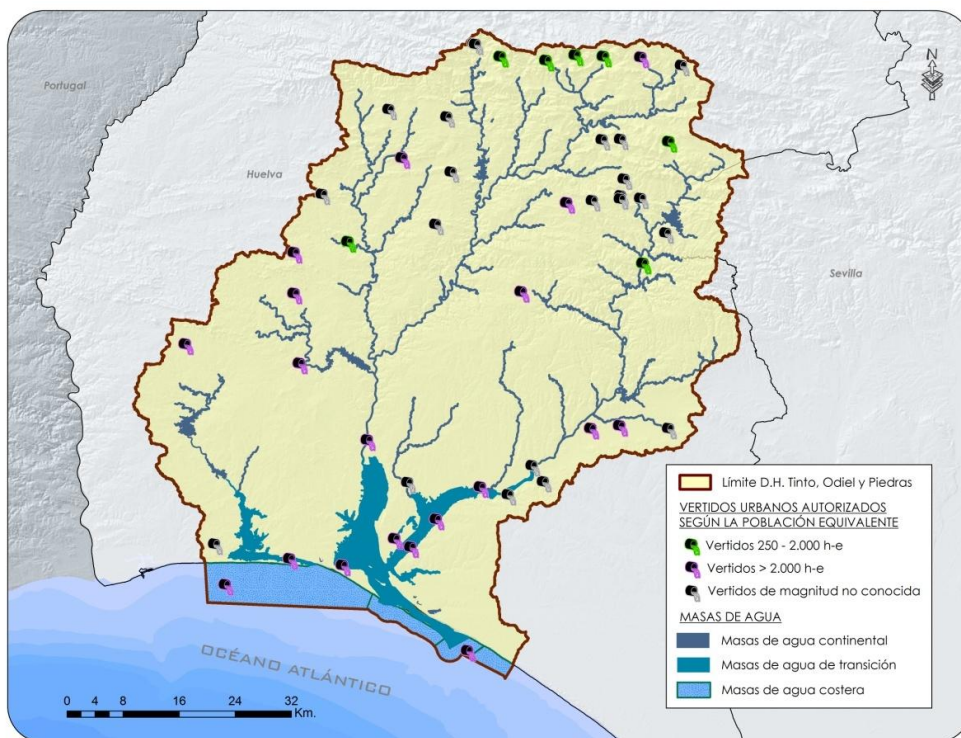 Portugal
N
Huelva
Sevilla
Límite D.H. Tinto, Odiel y Piedras
VERTIDOS URBANOS AUTORIZADOS
SEGÚN LA POBLACIÓN EQUIVALENTE
Vertidos 250 - 2.000 h-e
Vertidos > 2.000 h-e
Vertidos de magnitud no conocida
MASAS DE AGUA
Masas de agua continental
Masas de agua de transición
Masas de agua costera
OCÉANO ATLÁNTICO
0 4 8 16 24 32
Km.